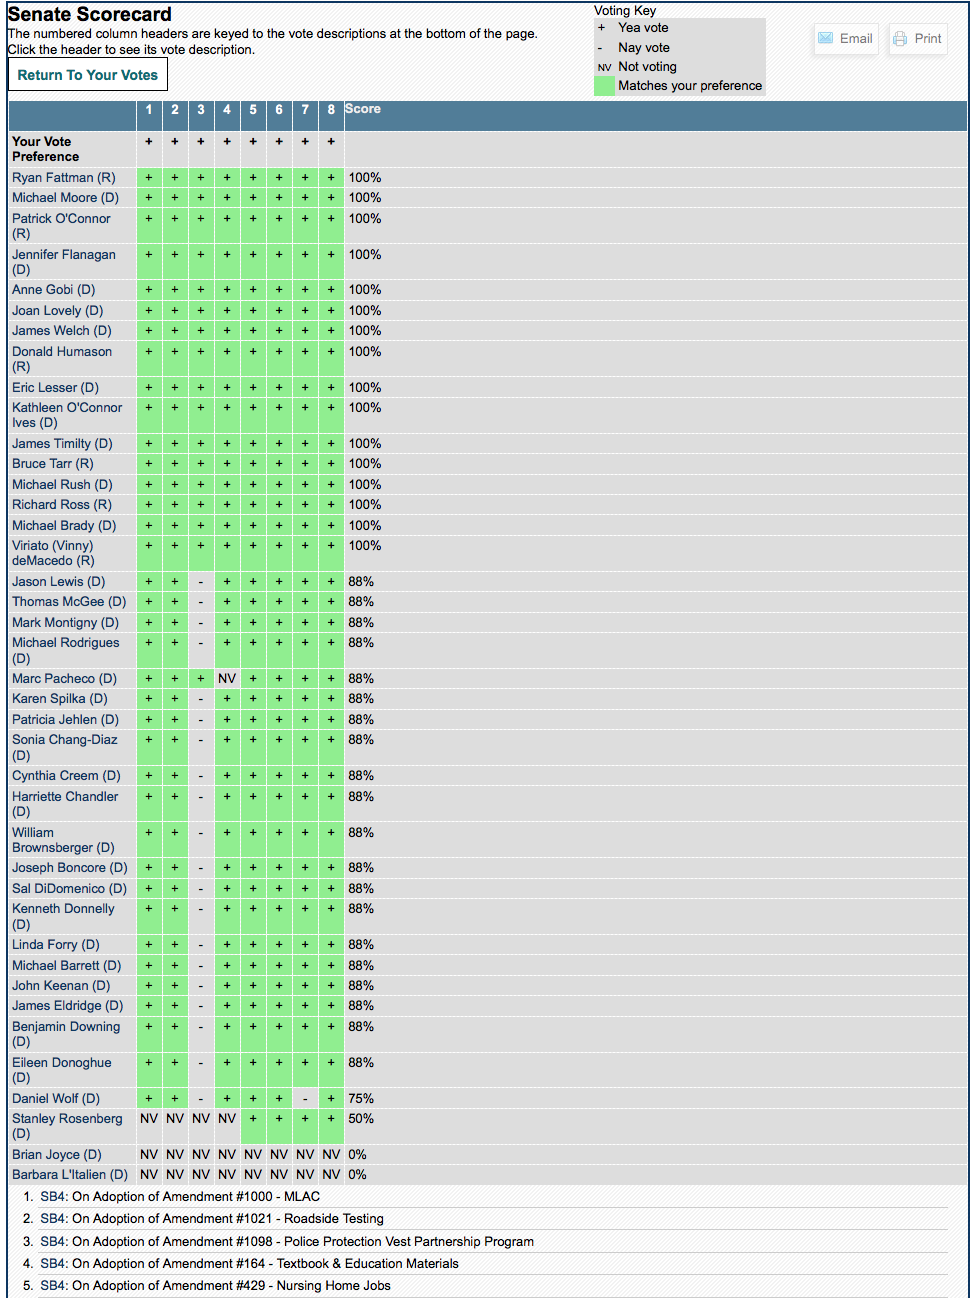 Senate Scorecard
The numbered column headers are keyed to the vote descriptions at the bottom of the page.
Click the header to see its vote description.
Return To Your Votes
Voting Key
+ Yea vote
- Nay vote
NV Not voting
Matches your preference
Email
Print
1 2 3 4 5 6 7 8 Score
Your Vote
Preference + + + + + + + +
Ryan Fattman (R) + + + + + + + + 100%
Michael Moore (D) + + + + + + + + 100%
Patrick O'Connor + + + + + + + + 100%
(R)
Jennifer Flanagan + + + + + + + + 100%
(D)
Anne Gobi (D) + + + + + + + + 100%
Joan Lovely (D) + + + + + + + + 100%
James Welch (D) + + + + + + + + 100%
Donald Humason + + + + + + + + 100%
(R)
Eric Lesser (D) + + + + + + + + 100%
Kathleen O'Connor + + + + + + + + 100%
Ives (D)
James Timilty (D) + + + + + + + + 100%
Bruce Tarr (R) + + + + + + + + 100%
Michael Rush (D) + + + + + + + + 100%
Richard Ross (R) + + + + + + + + 100%
Michael Brady (D) + + + + + + + + 100%
Viriato (Vinny) + + + + + + + + 100%
deMacedo (R)
Jason Lewis (D) + + - + + + + + 88%
Thomas McGee (D) + + - + + + + + 88%
Mark Montigny (D) + + - + + + + + 88%
Michael Rodrigues + + - + + + + + 88%
(D)
Marc Pacheco (D) + + + NV + + + + 88%
Karen Spilka (D) + + - + + + + + 88%
Patricia Jehlen (D) + + - + + + + + 88%
Sonia Chang-Diaz + + - + + + + + 88%
(D)
Cynthia Creem (D) + + - + + + + + 88%
Harriette Chandler + + - + + + + + 88%
(D)
William + + - + + + + + 88%
Brownsberger (D)
Joseph Boncore (D) + + - + + + + + 88%
Sal DiDomenico (D) + + - + + + + + 88%
Kenneth Donnelly + + - + + + + + 88%
(D)
Linda Forry (D) + + - + + + + + 88%
Michael Barrett (D) + + - + + + + + 88%
John Keenan (D) + + - + + + + + 88%
James Eldridge (D) + + - + + + + + 88%
Benjamin Downing + + - + + + + + 88%
(D)
Eileen Donoghue + + - + + + + + 88%
(D)
Daniel Wolf (D) + + - + + + - + 75%
Stanley Rosenberg NV NV NV NV + + + + 50%
(D)
Brian Joyce (D) NV NV NV NV NV NV NV NV 0%
Barbara L'Italien (D) NV NV NV NV NV NV NV NV 0%
1. SB4: On Adoption of Amendment #1000 - MLAC
2. SB4: On Adoption of Amendment #1021 - Roadside Testing
3. SB4: On Adoption of Amendment #1098 - Police Protection Vest Partnership Program
4. SB4: On Adoption of Amendment #164 - Textbook & Education Materials
5. SB4: On Adoption of Amendment #429 - Nursing Home Jobs